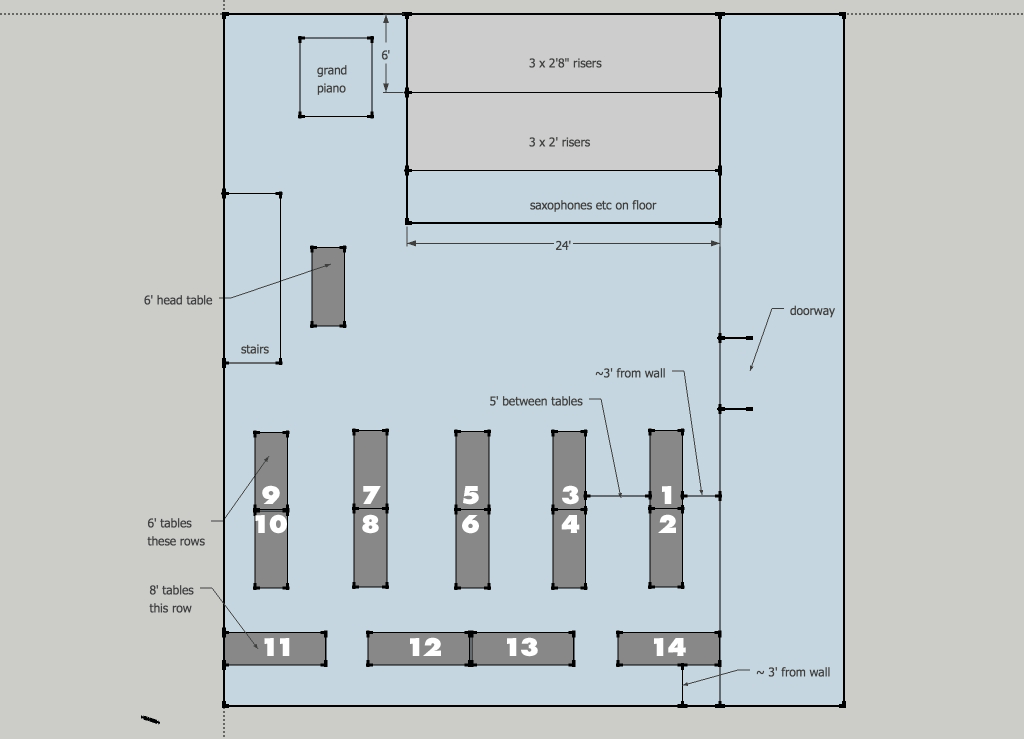 6'
grand
piano
3 x 2'8" risers
3 x 2' risers
saxophones etc on floor
24'
6' head table
stairs
doorway
~3' from wall
5' between tables
9
7
5
3
1
10
8
6
4
2
6' tables
these rows
8' tables
this row
11
12
13
14
~ 3' from wall